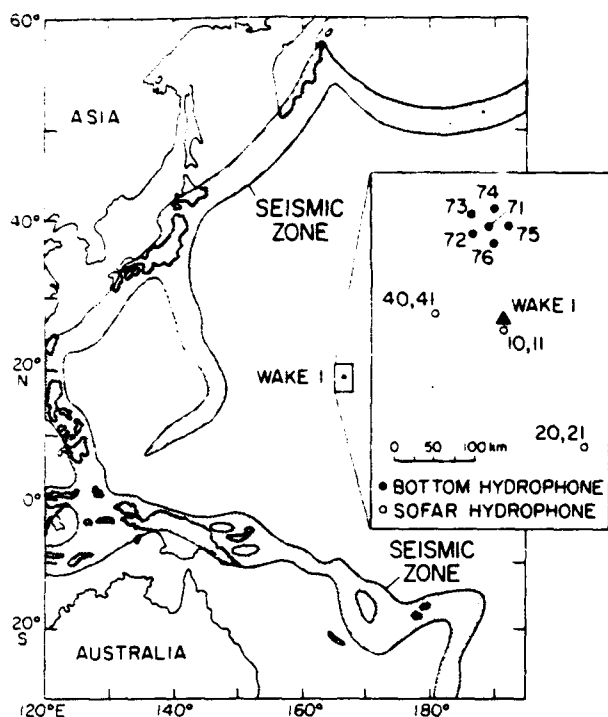 60°
ASIA
40°
20°
N
0°
20°
S
SEISMIC
ZONE
WAKE I
74
73
71
72
75
76
40,41
WAKE I
10,11
20,21
0 50 100 km
● BOTTOM HYDROPHONE
○ SOFAR HYDROPHONE
SEISMIC
ZONE
AUSTRALIA
120°E 140° 160° 180°